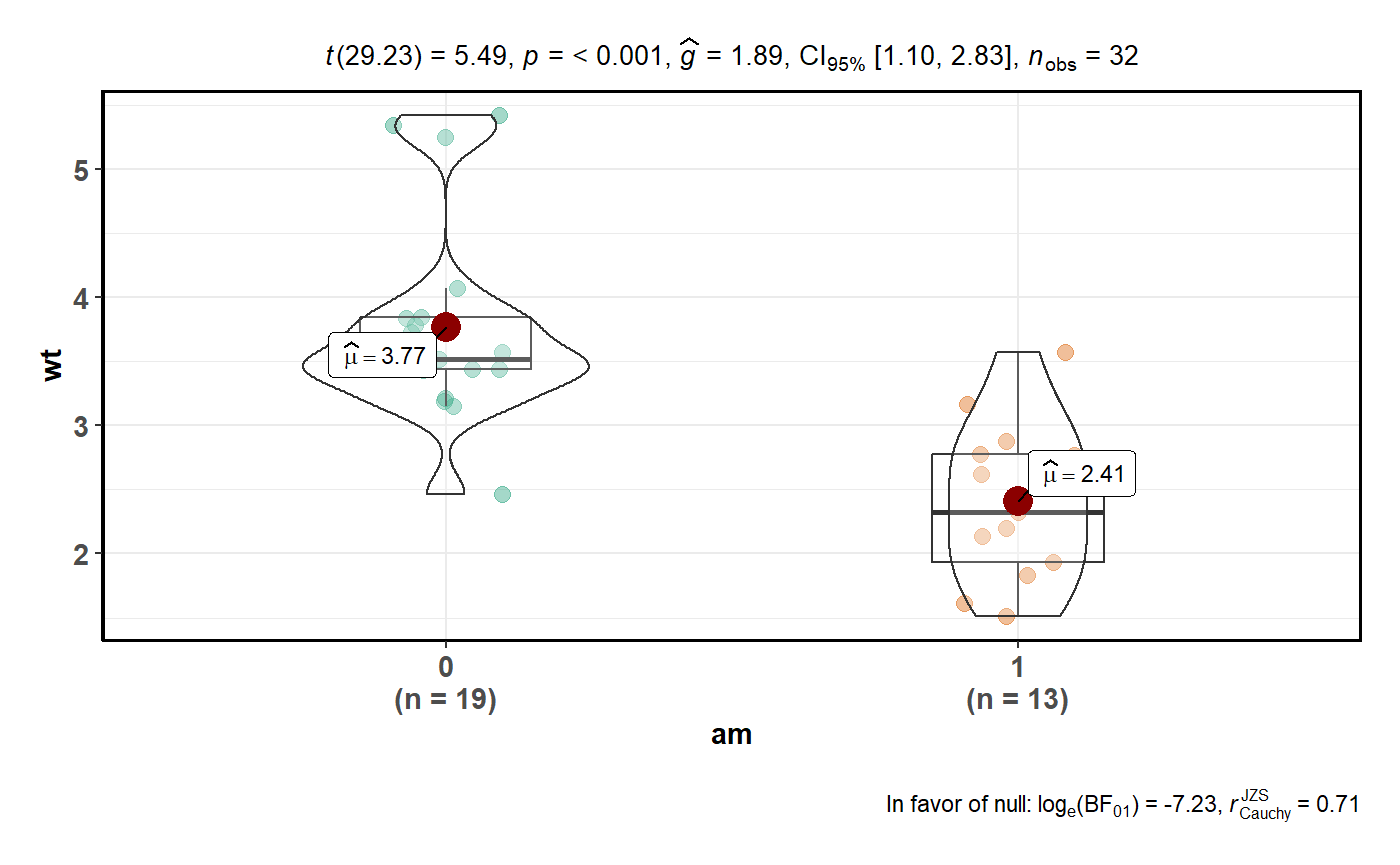 t(29.23) = 5.49, p = < 0.001, ĝ = 1.89, CI95% [1.10, 2.83], nobs = 32
5
4
3
2
wt
μ̂ = 3.77
μ̂ = 2.41
0
(n = 19)
1
(n = 13)
am
In favor of null: loge(BF01) = -7.23, rJZSCauchy = 0.71